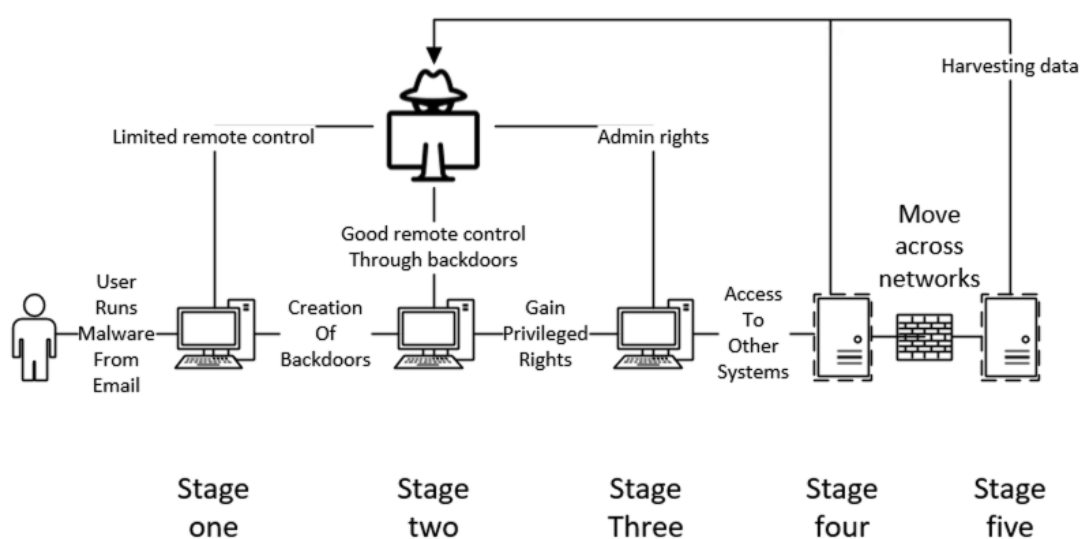 Harvesting data
Limited remote control
Admin rights
Move
across
networks
Good remote control
Through backdoors
User
Runs
Malware
From
Email
Creation
Of
Backdoors
Gain
Privileged
Rights
Access
To
Other
Systems
Stage
one
Stage
two
Stage
Three
Stage
four
Stage
five